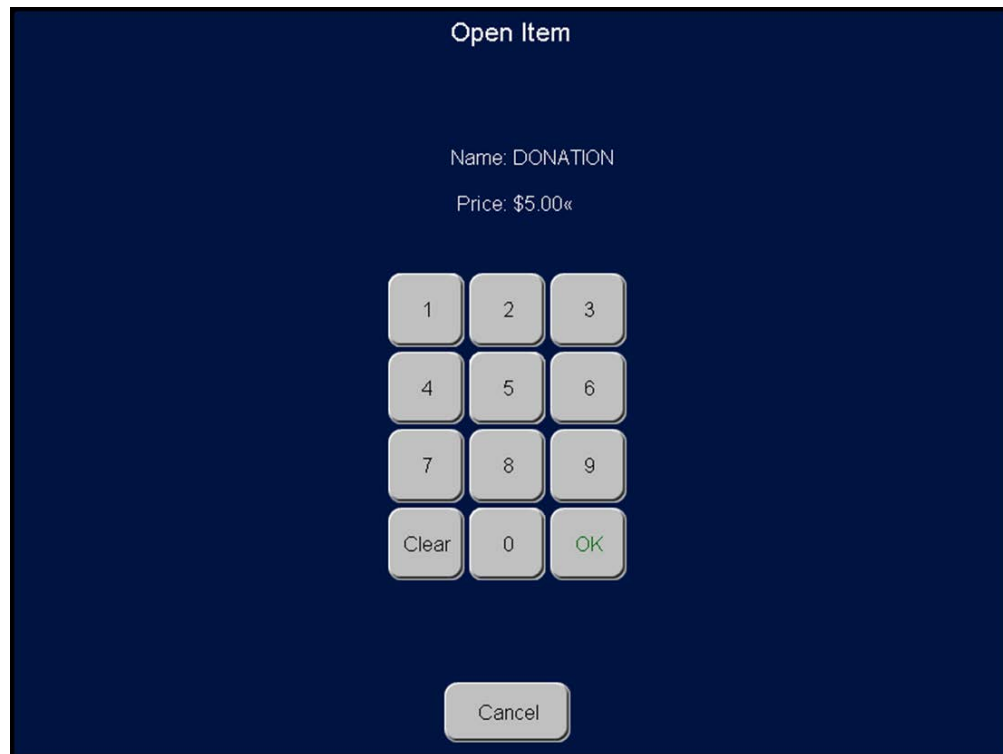 Open Item
Name: DONATION
Price: $5.00«
1 2 3
4 5 6
7 8 9
Clear 0 OK
Cancel